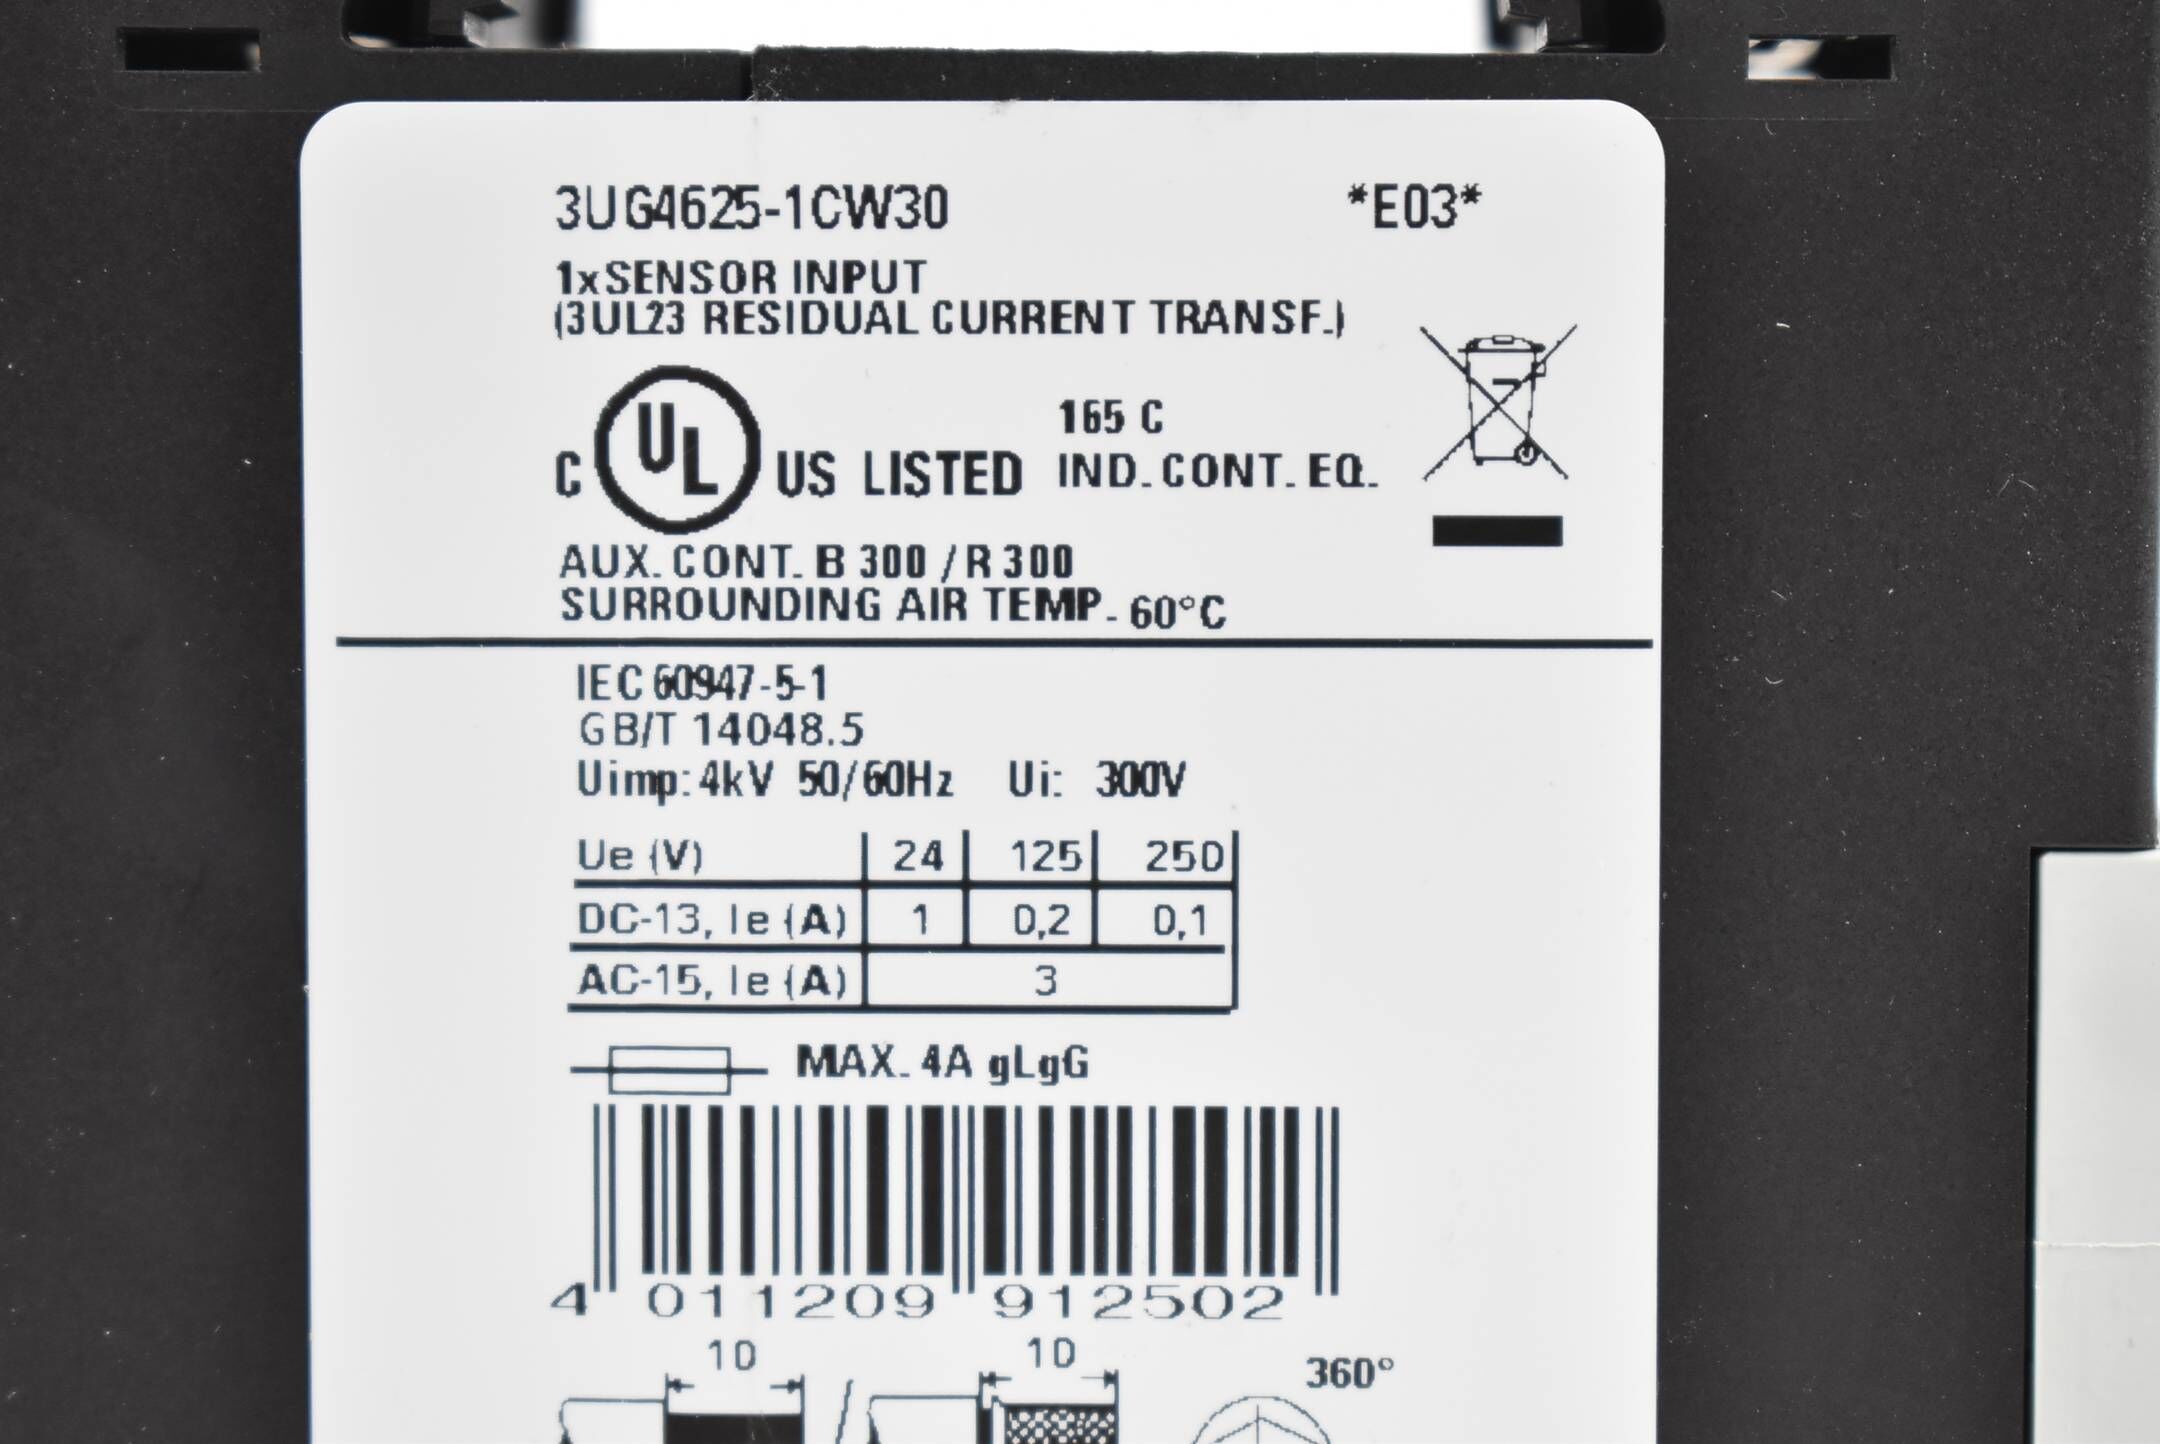 3UG4625-1CW30 *E03*
1xSENSOR INPUT
(3UL23 RESIDUAL CURRENT TRANSF.)
165 C
C UL US LISTED IND. CONT. EQ.
AUX. CONT. B 300 / R 300
SURROUNDING AIR TEMP. 60°C
IEC 60947-5-1
GB/T 14048.5
Uimp: 4kV 50/60Hz Ui: 300V
Ue (V) 24 125 250
DC-13, Ie (A) 1 0,2 0,1
AC-15, Ie (A) 3
MAX. 4A gLgG
4 011209 912502
10 10 360°